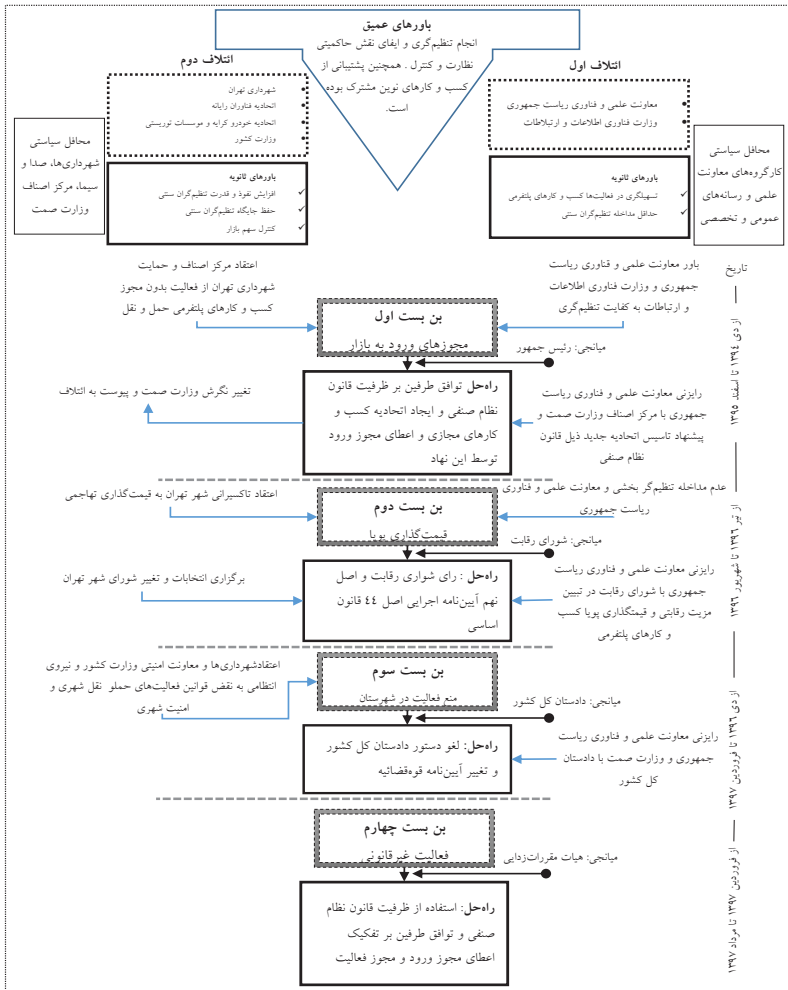 باورهای عمیق
انجام تنظیم‌گری و ایفای نقش حاکمیتی
نظارت و کنترل . همچنین پشتیبانی از
کسب و کارهای نوین مشترک بوده
است.
ائتلاف اول
معاونت علمی و فناوری ریاست جمهوری
وزارت فناوری اطلاعات و ارتباطات
باورهای ثانویه
تسهیلگری در فعالیت‌ها کسب و کارهای پلتفرمی
حداقل مداخله تنظیم‌گران سنتی
محافل سیاستی
کارگروه‌های معاونت
علمی و رسانه‌های
عمومی و تخصصی
ائتلاف دوم
شهرداری تهران
اتحادیه فناوران رایانه
اتحادیه خودرو کرایه و موسسات توریستی
وزارت کشور
باورهای ثانویه
افزایش نفوذ و قدرت تنظیم‌گران سنتی
حفظ جایگاه تنظیم‌گران سنتی
کنترل سهم بازار
محافل سیاستی
شهرداری‌ها، صدا و
سیما، مرکز اصناف
وزارت صمت
تاریخ
از دی ۱۳۹۴ تا اسفند ۱۳۹۵
باور معاونت علمی و فناوری ریاست
جمهوری و وزارت فناوری اطلاعات
و ارتباطات به کفایت تنظیم‌گری
بن بست اول
مجوزهای ورود به بازار
اعتقاد مرکز اصناف و حمایت
شهرداری تهران از فعالیت بدون مجوز
کسب و کارهای پلتفرمی حمل و نقل
میانجی: رئیس جمهور
رایزنی معاونت علمی و فناوری ریاست
جمهوری با مرکز اصناف وزارت صمت و
پیشنهاد تاسیس اتحادیه جدید ذیل قانون
نظام صنفی
راه‌حل توافق طرفین بر ظرفیت قانون
نظام صنفی و ایجاد اتحادیه کسب و
کارهای مجازی و اعطای مجوز ورود
توسط این نهاد
تغییر نگرش وزارت صمت و پیوست به ائتلاف
از تیر ۱۳۹۶ تا شهریور ۱۳۹۶
عدم مداخله تنظیم‌گر بخشی و معاونت علمی و فناوری
ریاست جمهوری
بن بست دوم
قیمت‌گذاری پویا
اعتقاد تاکسیرانی شهر تهران به قیمت‌گذاری تهاجمی
میانجی: شورای رقابت
رایزنی معاونت علمی و فناوری ریاست
جمهوری با شورای رقابت در تبیین
مزیت رقابتی و قیمتگذاری پویا کسب
و کارهای پلتفرمی
راه‌حل : رای شواری رقابت و اصل
نهم آیین‌نامه اجرایی اصل ٤٤ قانون
اساسی
برگزاری انتخابات و تغییر شورای شهر تهران
از دی ۱۳۹۶ تا فروردین ۱۳۹۷
بن بست سوم
منع فعالیت در شهرستان
اعتقادشهرداری‌ها و معاونت امنیتی وزارت کشور و نیروی
انتظامی به نقض قوانین فعالیت‌های حملو نقل شهری و
امنیت شهری
میانجی: دادستان کل کشور
رایزنی معاونت علمی و فناوری ریاست
جمهوری و وزارت صمت با دادستان
کل کشور
راه‌حل: لغو دستور دادستان کل کشور
و تغییر آیین‌نامه قوه‌قضائیه
از فروردین ۱۳۹۷ تا مرداد ۱۳۹۷
بن بست چهارم
فعالیت غیرقانونی
میانجی: هیات مقررات‌زدایی
راه‌حل: استفاده از ظرفیت قانون نظام
صنفی و توافق طرفین بر تفکیک
اعطای مجوز ورود و مجوز فعالیت